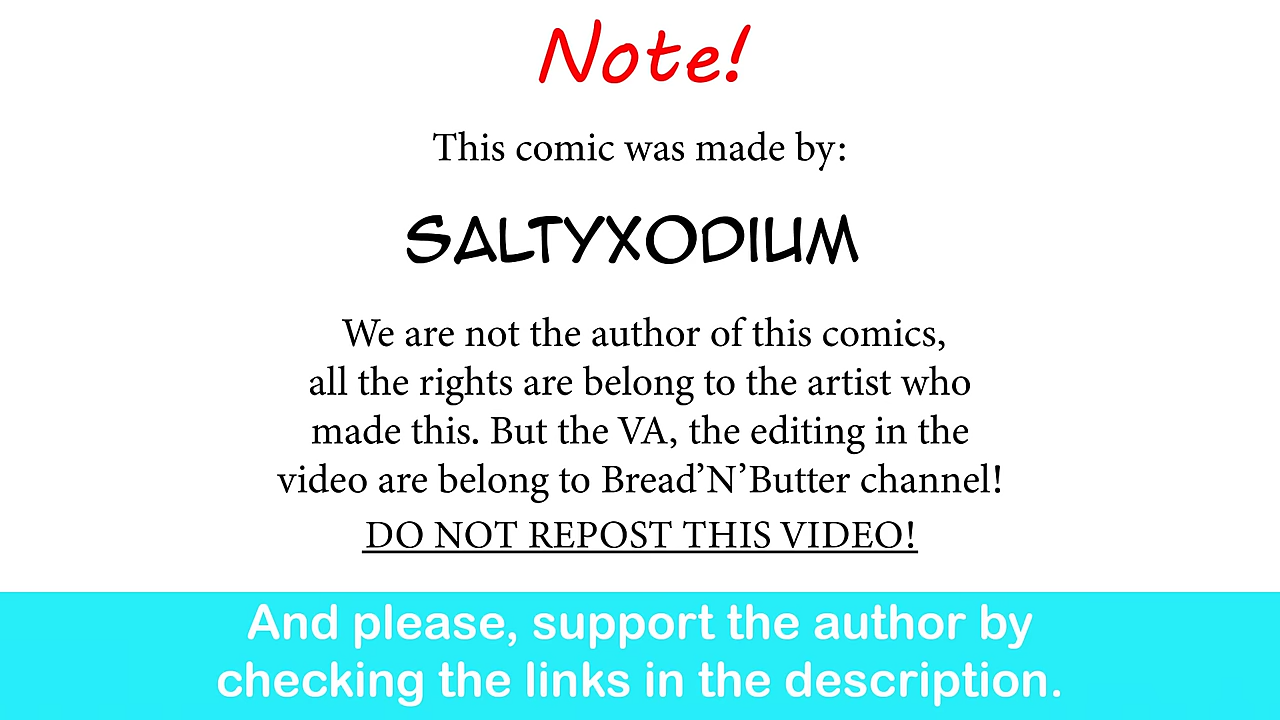 Note!
This comic was made by:
SALTYXODIUM
We are not the author of this comics,
all the rights are belong to the artist who
made this. But the VA, the editing in the
video are belong to Bread’N’Butter channel!
DO NOT REPOST THIS VIDEO!
And please, support the author by
checking the links in the description.